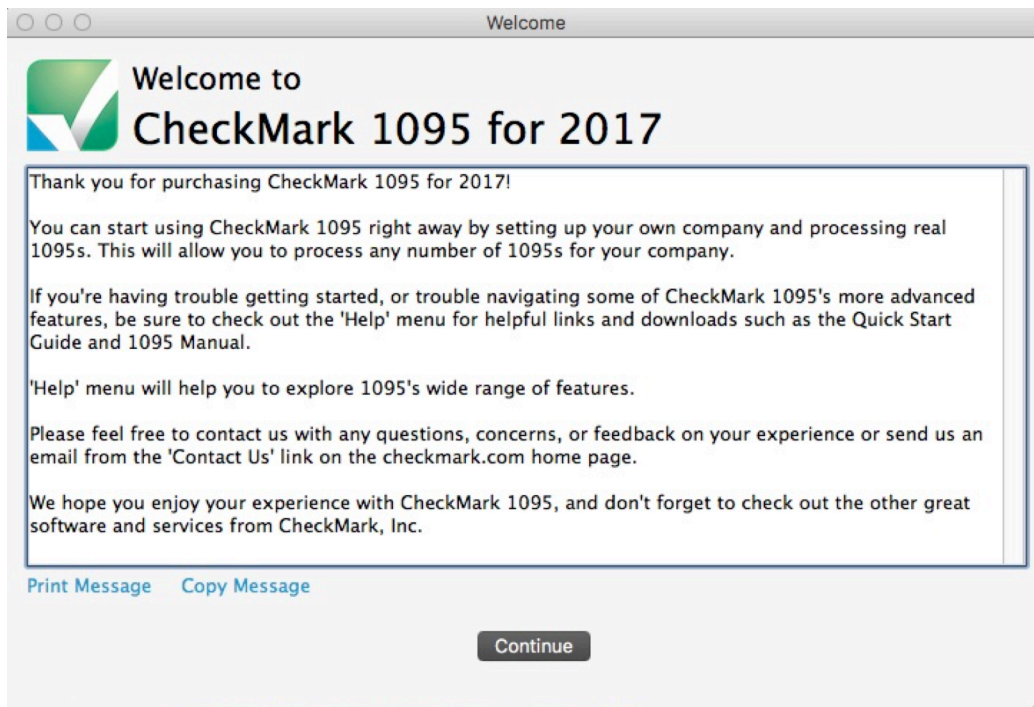 Welcome
Welcome to
CheckMark 1095 for 2017
Thank you for purchasing CheckMark 1095 for 2017!
You can start using CheckMark 1095 right away by setting up your own company and processing real
1095s. This will allow you to process any number of 1095s for your company.
If you're having trouble getting started, or trouble navigating some of CheckMark 1095's more advanced
features, be sure to check out the 'Help' menu for helpful links and downloads such as the Quick Start
Guide and 1095 Manual.
'Help' menu will help you to explore 1095's wide range of features.
Please feel free to contact us with any questions, concerns, or feedback on your experience or send us an
email from the 'Contact Us' link on the checkmark.com home page.
We hope you enjoy your experience with CheckMark 1095, and don't forget to check out the other great
software and services from CheckMark, Inc.
Print Message Copy Message
Continue